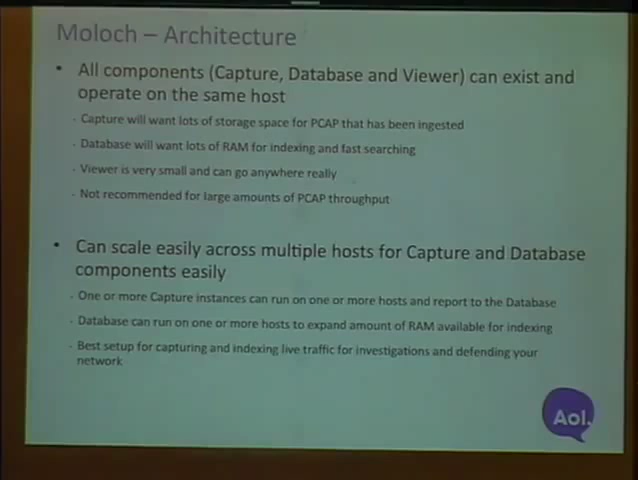 Moloch – Architecture
• All components (Capture, Database and Viewer) can exist and
operate on the same host
- Capture will want lots of storage space for PCAP that has been ingested
- Database will want lots of RAM for indexing and fast searching
- Viewer is very small and can go anywhere really
- Not recommended for large amounts of PCAP throughput
• Can scale easily across multiple hosts for Capture and Database
components easily
- One or more Capture instances can run on one or more hosts and report to the Database
- Database can run on one or more hosts to expand amount of RAM available for indexing
- Best setup for capturing and indexing live traffic for investigations and defending your
network
Aol.